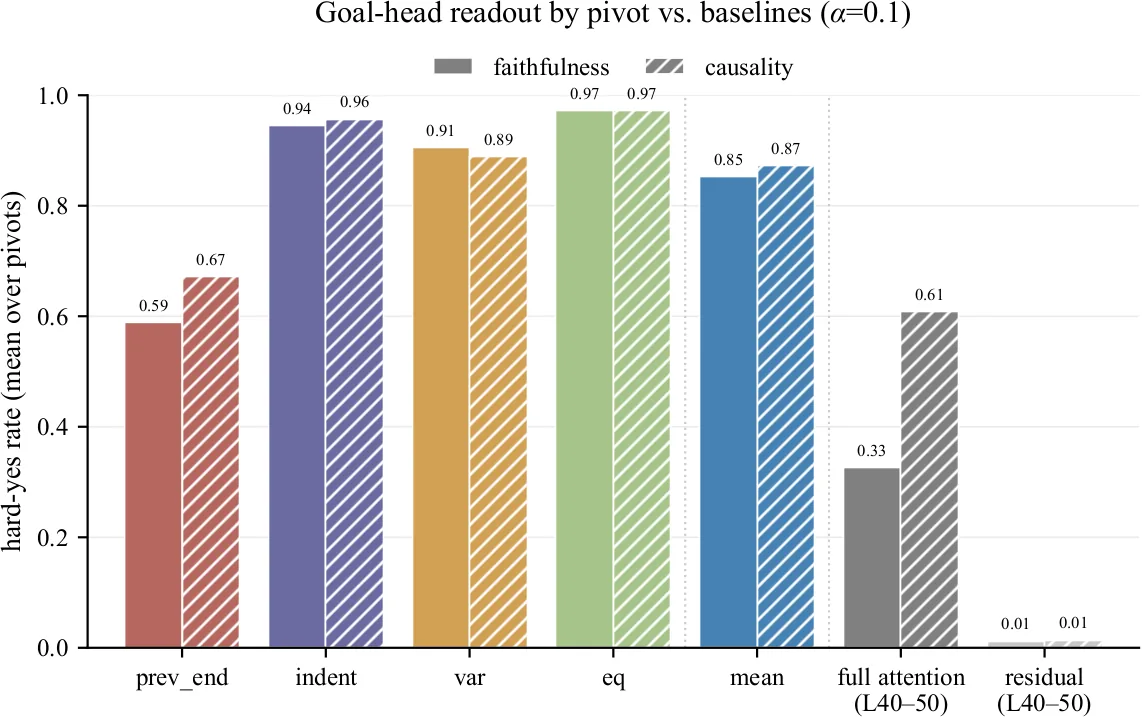 Goal-head readout by pivot vs. baselines (α=0.1)
faithfulness causality
hard-yes rate (mean over pivots)
1.0
0.8
0.6
0.4
0.2
0.0
0.59 0.67
0.94 0.96
0.91 0.89
0.97 0.97
0.85 0.87
0.33 0.61
0.01 0.01
prev_end indent var eq mean full attention residual
(L40–50) (L40–50)